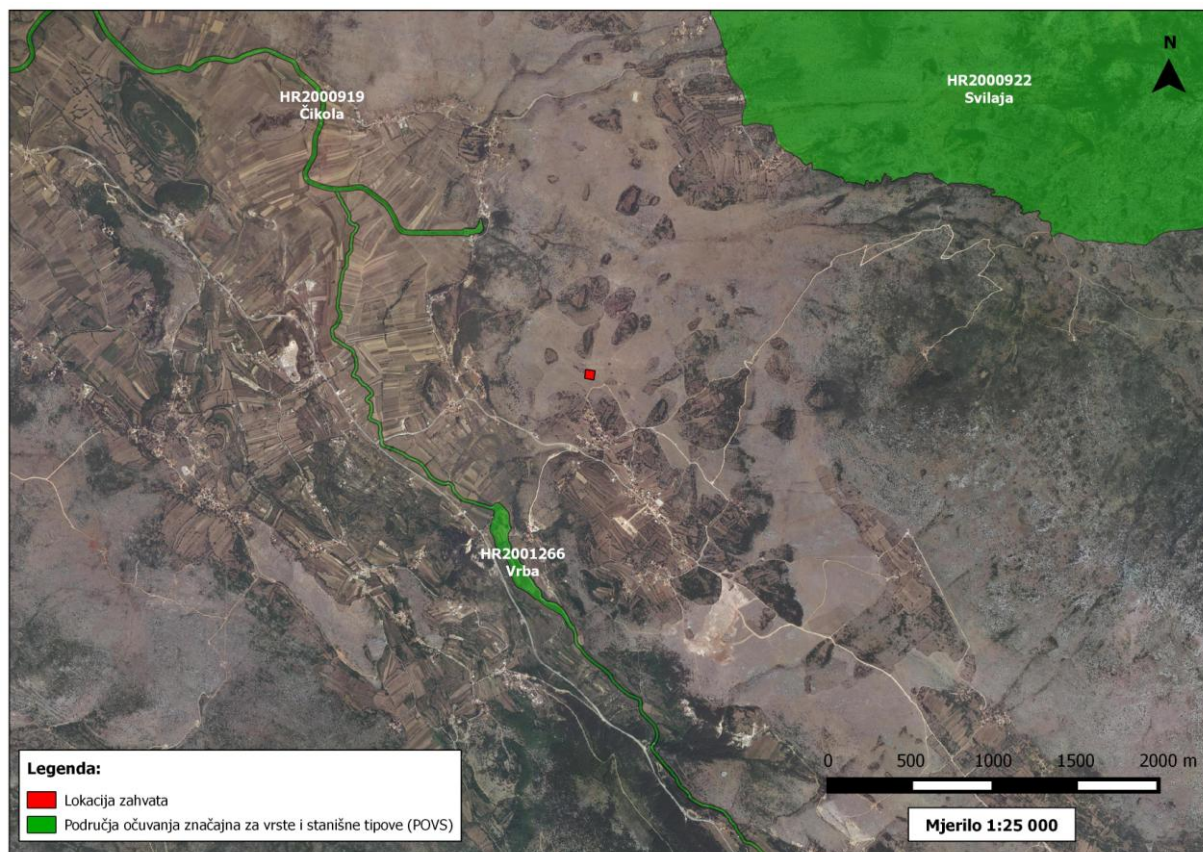 HR2000919
Čikola
HR2000922
Svilaja
N
HR2001266
Vrba
Legenda:
Lokacija zahvata
Područja očuvanja značajna za vrste i stanišne tipove (POVS)
0 500 1000 1500 2000 m
Mjerilo 1:25 000